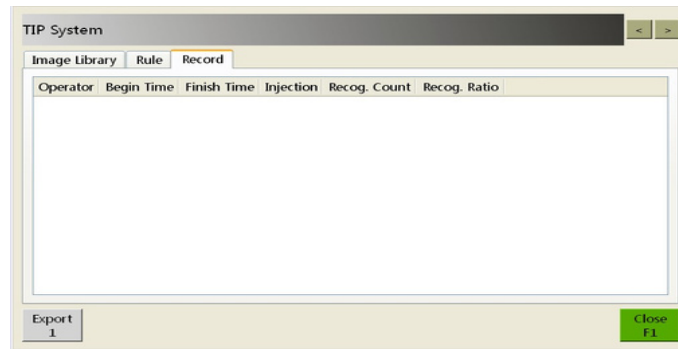 TIP System
< >
Image Library Rule Record
Operator Begin Time Finish Time Injection Recog. Count Recog. Ratio
Export
1
Close
F1